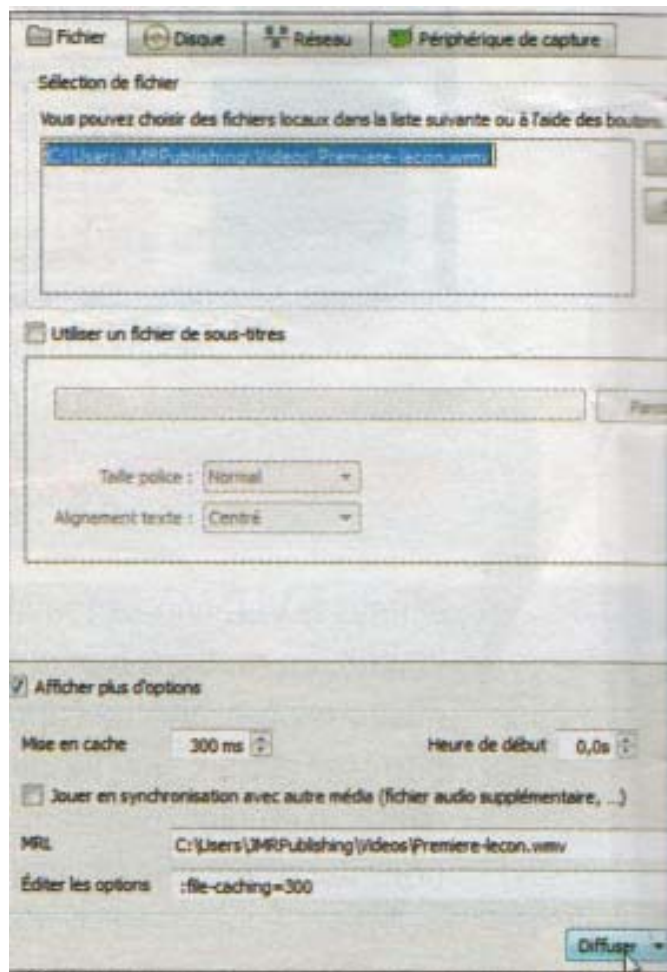 Fichier Disque Réseau Périphérique de capture
Sélection de fichier
Vous pouvez choisir des fichiers locaux dans la liste suivante ou à l'aide des boutons.
C:\Users\JMRPublishing\Videos\Premiere-lecon.wmv
Utiliser un fichier de sous-titres
Taille police : Normal
Alignement texte : Centré
Afficher plus d'options
Mise en cache 300 ms Heure de début 0,0s
Jouer en synchronisation avec autre média (fichier audio supplémentaire, ...)
MRL C:\Users\JMRPublishing\Videos\Premiere-lecon.wmv
Éditer les options :file-caching=300
Diffuser